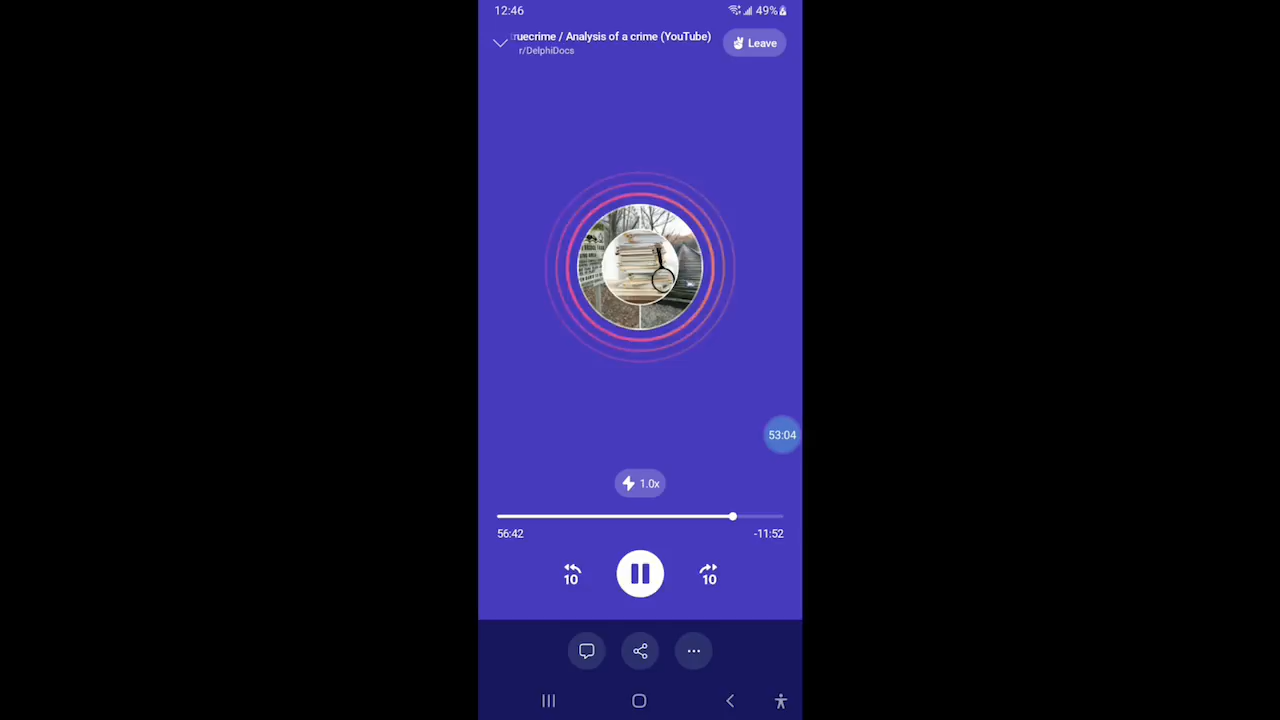 12:46
49%
ruecrime / Analysis of a crime (YouTube)
r/DelphiDocs
Leave
53:04
1.0x
56:42
-11:52
10
10